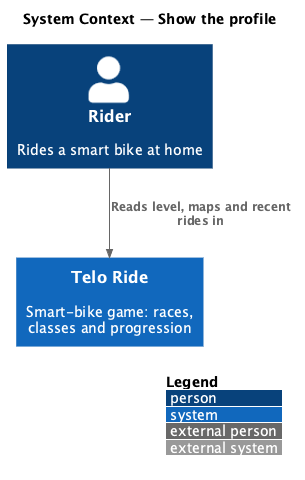 System Context — Show the profile
Rider
Rides a smart bike at home
Reads level, maps and recent
rides in
Telo Ride
Smart-bike game: races,
classes and progression
Legend
person
system
external person
external system